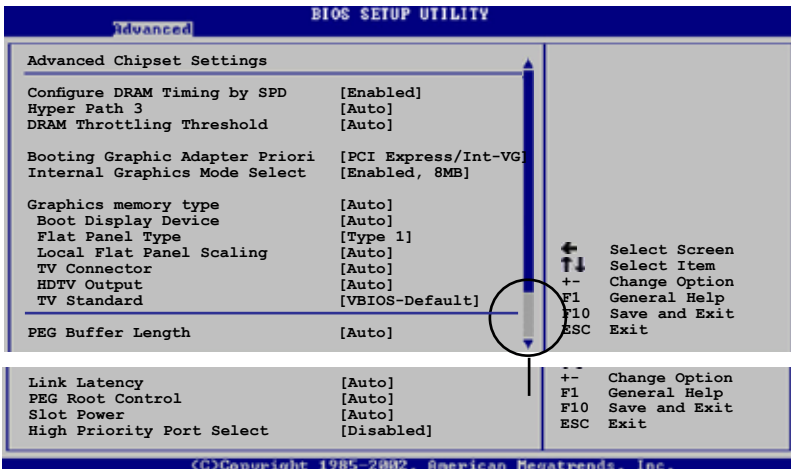 BIOS SETUP UTILITY
Advanced
Advanced Chipset Settings
Configure DRAM Timing by SPD [Enabled]
Hyper Path 3 [Auto]
DRAM Throttling Threshold [Auto]
Booting Graphic Adapter Priori [PCI Express/Int-VG]
Internal Graphics Mode Select [Enabled, 8MB]
Graphics memory type [Auto]
Boot Display Device [Auto]
Flat Panel Type [Type 1]
Local Flat Panel Scaling [Auto]
TV Connector [Auto]
HDTV Output [Auto]
TV Standard [VBIOS-Default]
PEG Buffer Length [Auto]
← Select Screen
↑↓ Select Item
+- Change Option
F1 General Help
F10 Save and Exit
ESC Exit
Link Latency [Auto]
PEG Root Control [Auto]
Slot Power [Auto]
High Priority Port Select [Disabled]
+- Change Option
F1 General Help
F10 Save and Exit
ESC Exit
(C)Copyright 1985-2002, American Megatrends, Inc.